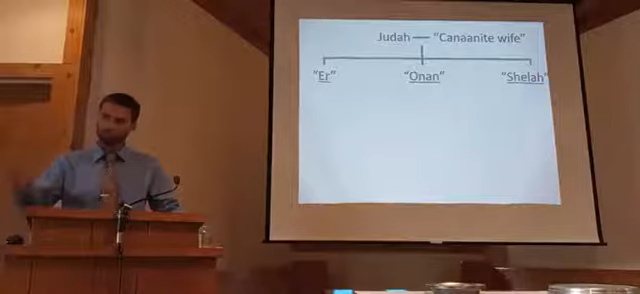 Judah — "Canaanite wife"
"Er" "Onan" "Shelah"